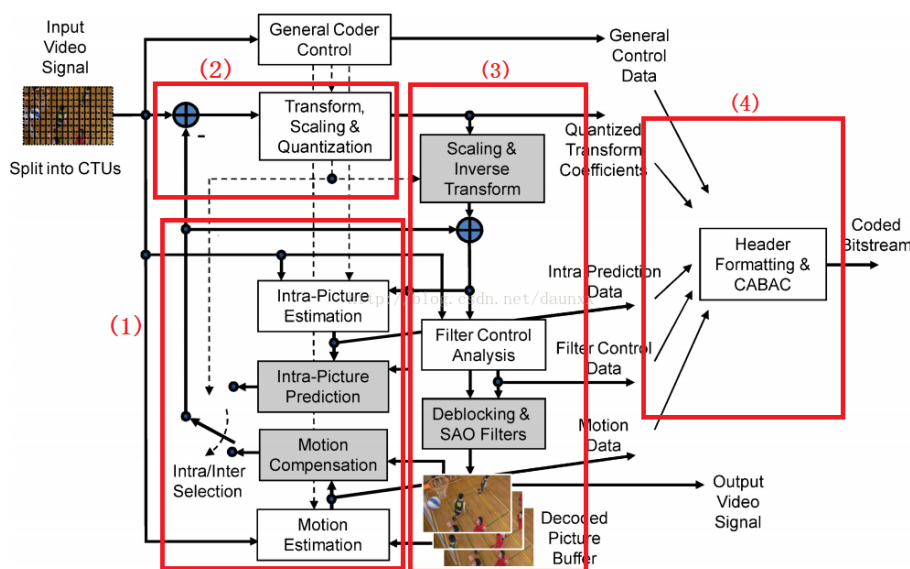 Input
Video
Signal
Split into CTUs
General Coder
Control
General
Control
Data
(2)
(3)
(4)
-
Transform,
Scaling &
Quantization
Quantized
Transform
Coefficients
Scaling &
Inverse
Transform
Header
Formatting &
CABAC
Coded
Bitstream
(1)
Intra-Picture
Estimation
Intra Prediction
Data
Filter Control
Analysis
Filter Control
Data
Intra-Picture
Prediction
Deblocking &
SAO Filters
Motion
Data
Motion
Compensation
Intra/Inter
Selection
Motion
Estimation
Decoded
Picture
Buffer
Output
Video
Signal